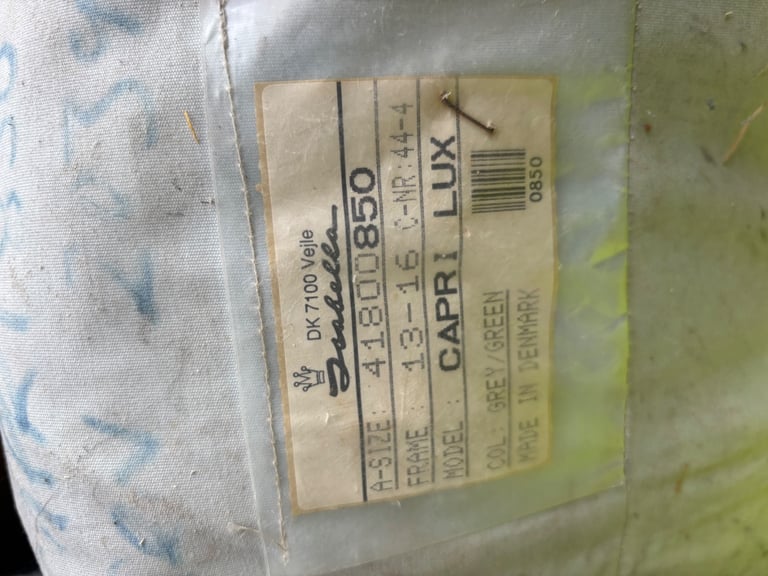 DK 7100 Vejle
Isabella
A-SIZE: 41800850
FRAME: 13-16 C-NR:44-4
MODEL: CAPRI LUX
COL: GREY/GREEN
MADE IN DENMARK
0850